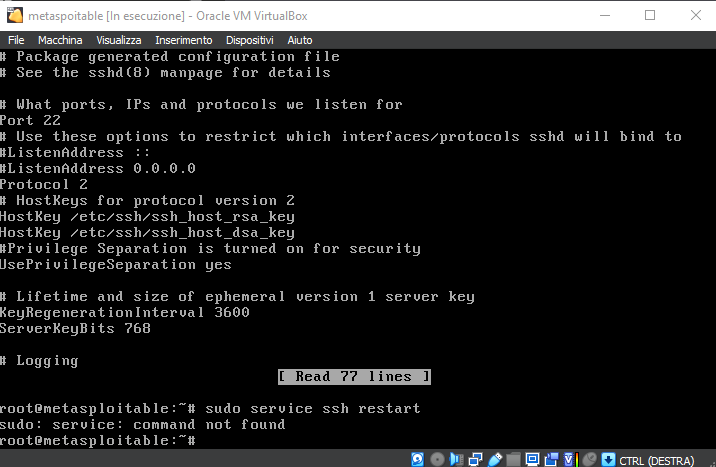 metaspoitable [In esecuzione] - Oracle VM VirtualBox
File Macchina Visualizza Inserimento Dispositivi Aiuto
# Package generated configuration file
# See the sshd(8) manpage for details
# What ports, IPs and protocols we listen for
Port 22
# Use these options to restrict which interfaces/protocols sshd will bind to
#ListenAddress ::
#ListenAddress 0.0.0.0
Protocol 2
# HostKeys for protocol version 2
HostKey /etc/ssh/ssh_host_rsa_key
HostKey /etc/ssh/ssh_host_dsa_key
#Privilege Separation is turned on for security
UsePrivilegeSeparation yes
# Lifetime and size of ephemeral version 1 server key
KeyRegenerationInterval 3600
ServerKeyBits 768
# Logging
[ Read 77 lines ]
root@metasploitable:~# sudo service ssh restart
sudo: service: command not found
root@metasploitable:~#
CTRL (DESTRA)